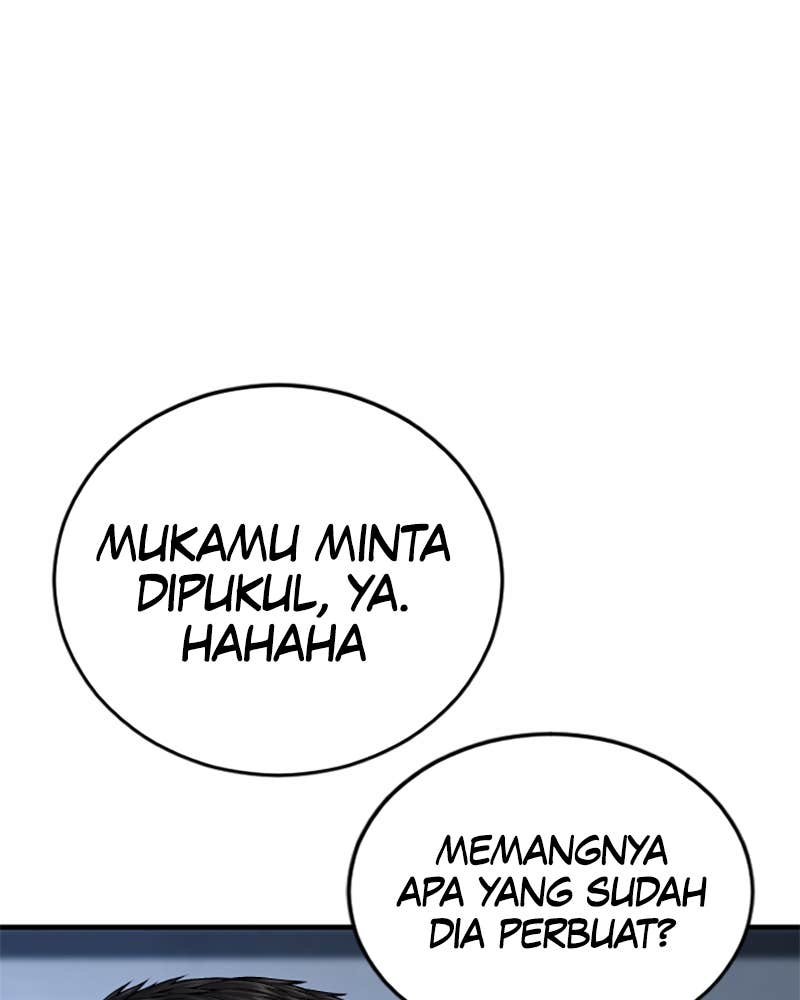 MUKAMU MINTA
DIPUKUL, YA.
HAHAHA
MEMANGNYA
APA YANG SUDAH
DIA PERBUAT?